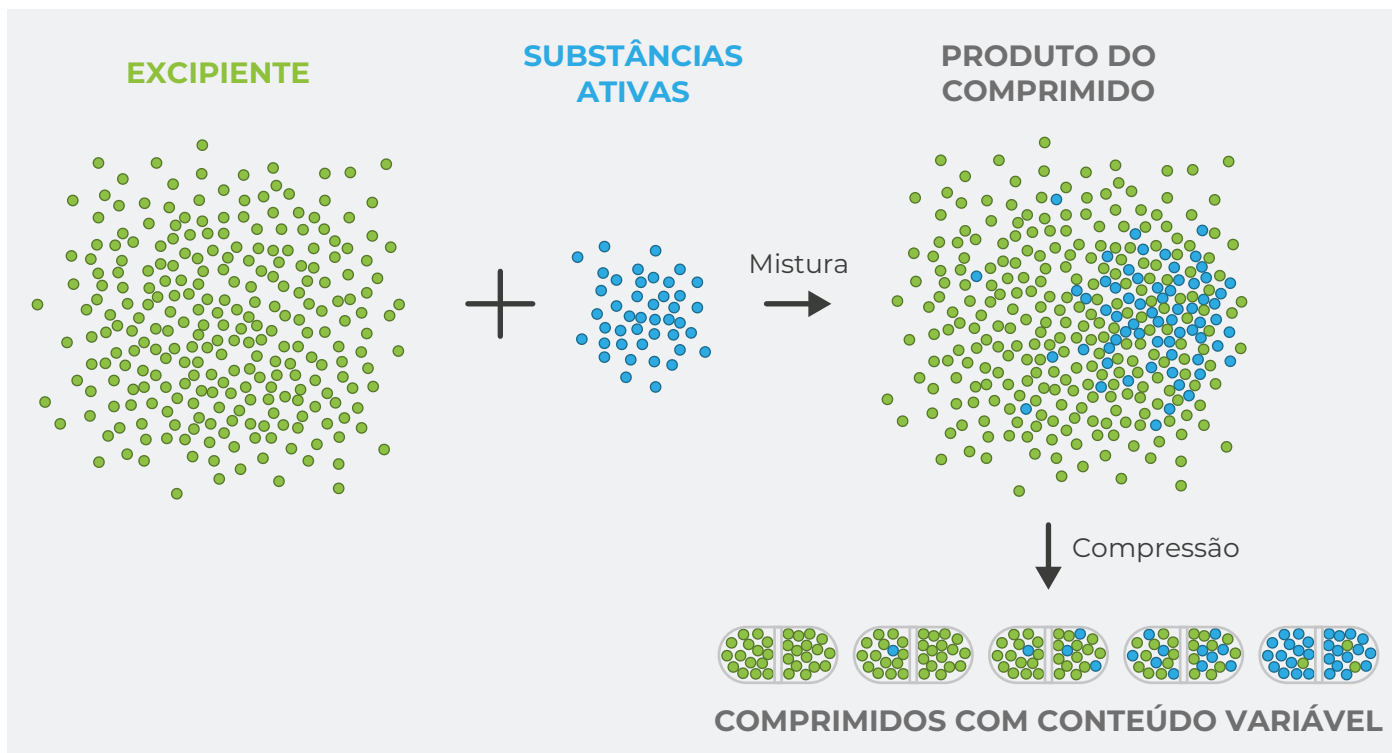 EXCIPIENTE
SUBSTÂNCIAS
ATIVAS
PRODUTO DO
COMPRIMIDO
Mistura
Compressão
COMPRIMIDOS COM CONTEÚDO VARIÁVEL